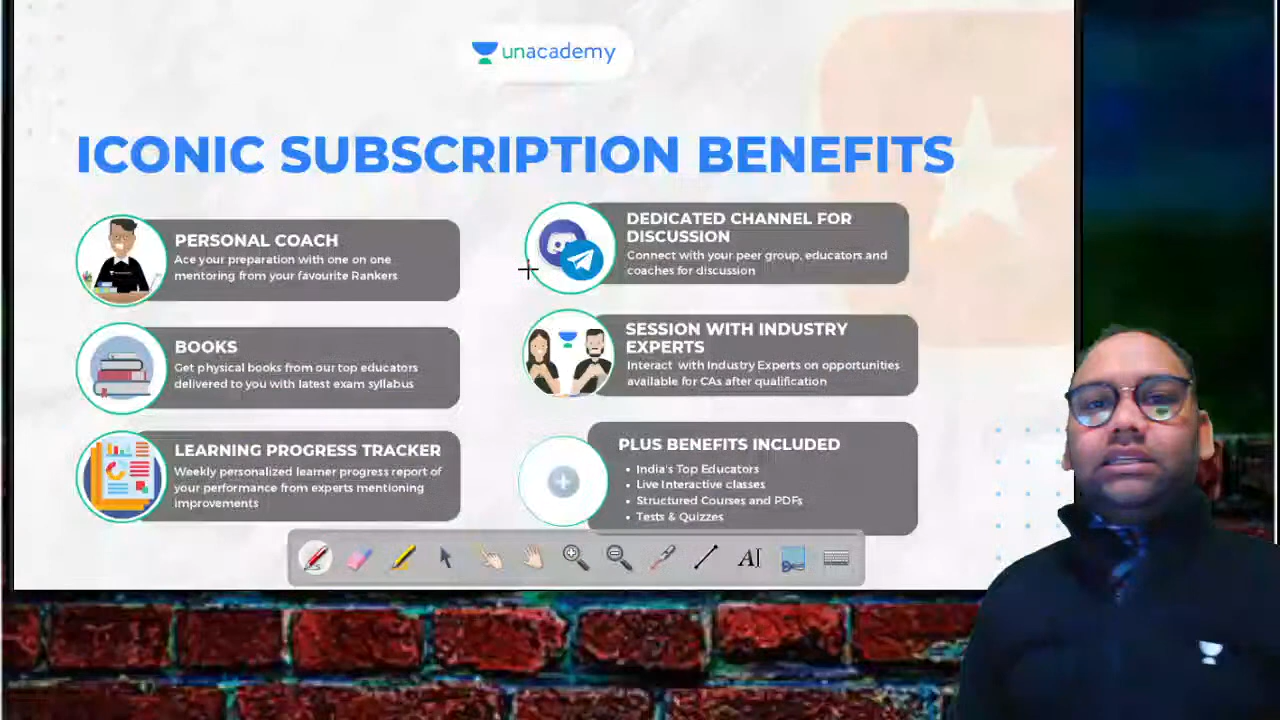 unacademy
ICONIC SUBSCRIPTION BENEFITS
PERSONAL COACH
Ace your preparation with one on one
mentoring from your favourite Rankers
BOOKS
Get physical books from our top educators
delivered to you with latest exam syllabus
LEARNING PROGRESS TRACKER
Weekly personalized learner progress report of
your performance from experts mentioning
improvements
DEDICATED CHANNEL FOR
DISCUSSION
Connect with your peer group, educators and
coaches for discussion
SESSION WITH INDUSTRY
EXPERTS
Interact with Industry Experts on opportunities
available for CAs after qualification
PLUS BENEFITS INCLUDED
• India's Top Educators
• Live Interactive classes
• Structured Courses and PDFs
• Tests & Quizzes
AI